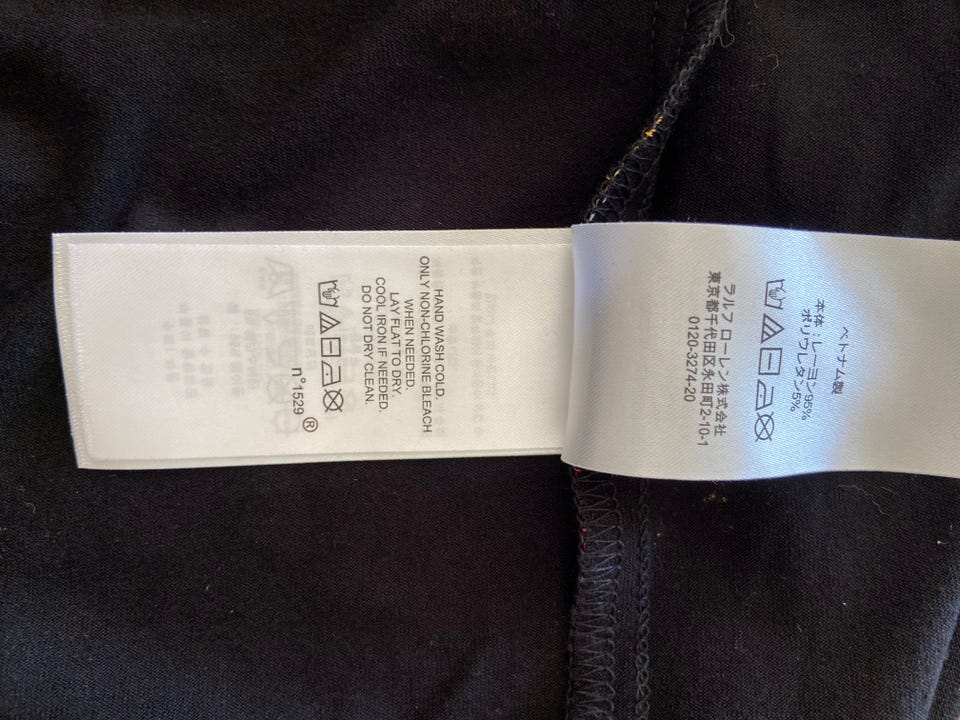 HAND WASH COLD.
ONLY NON-CHLORINE BLEACH
WHEN NEEDED.
LAY FLAT TO DRY.
COOL IRON IF NEEDED.
DO NOT DRY CLEAN.
n°1529 ®
ベトナム製
本体：レーヨン95%
ポリウレタン5%
ラルフ ローレン株式会社
東京都千代田区永田町2-10-1
0120-3274-20